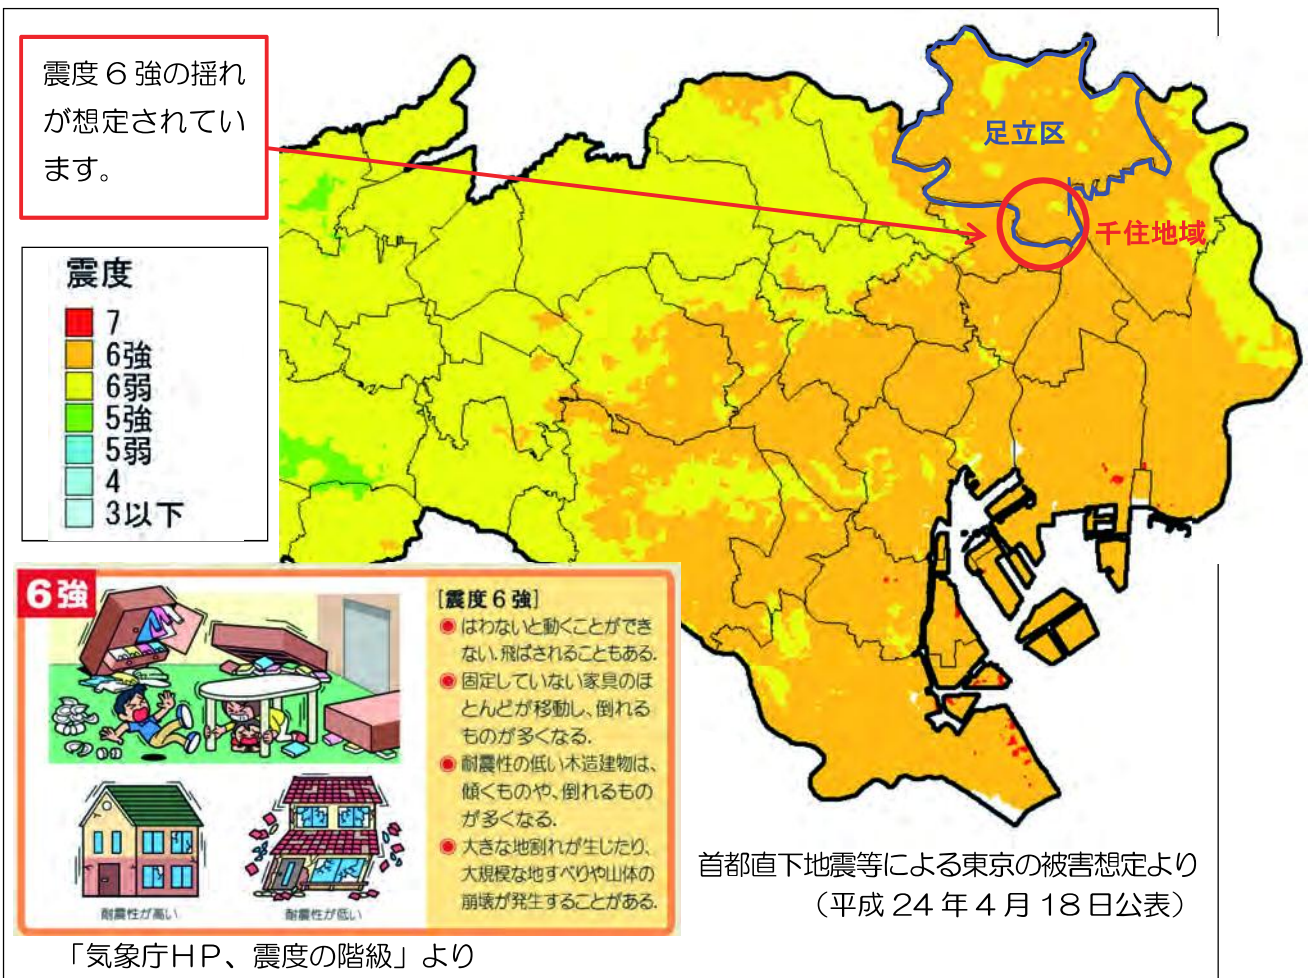 震度６強の揺れ
が想定されてい
ます。
足立区
千住地域
震度
7
6強
6弱
5強
5弱
4
3以下
6強
[震度６強]
●はわないと動くことができ
ない。飛ばされることもある。
●固定していない家具のほ
とんどが移動し、倒れる
ものが多くなる。
●耐震性の低い木造建物は、
傾くものや、倒れるもの
が多くなる。
●大きな地割れが生じたり、
大規模な地すべりや山体の
崩壊が発生することがある。
耐震性が高い
耐震性が低い
首都直下地震等による東京の被害想定より
（平成 24 年 4 月 18 日公表）
「気象庁ＨＰ、震度の階級」より